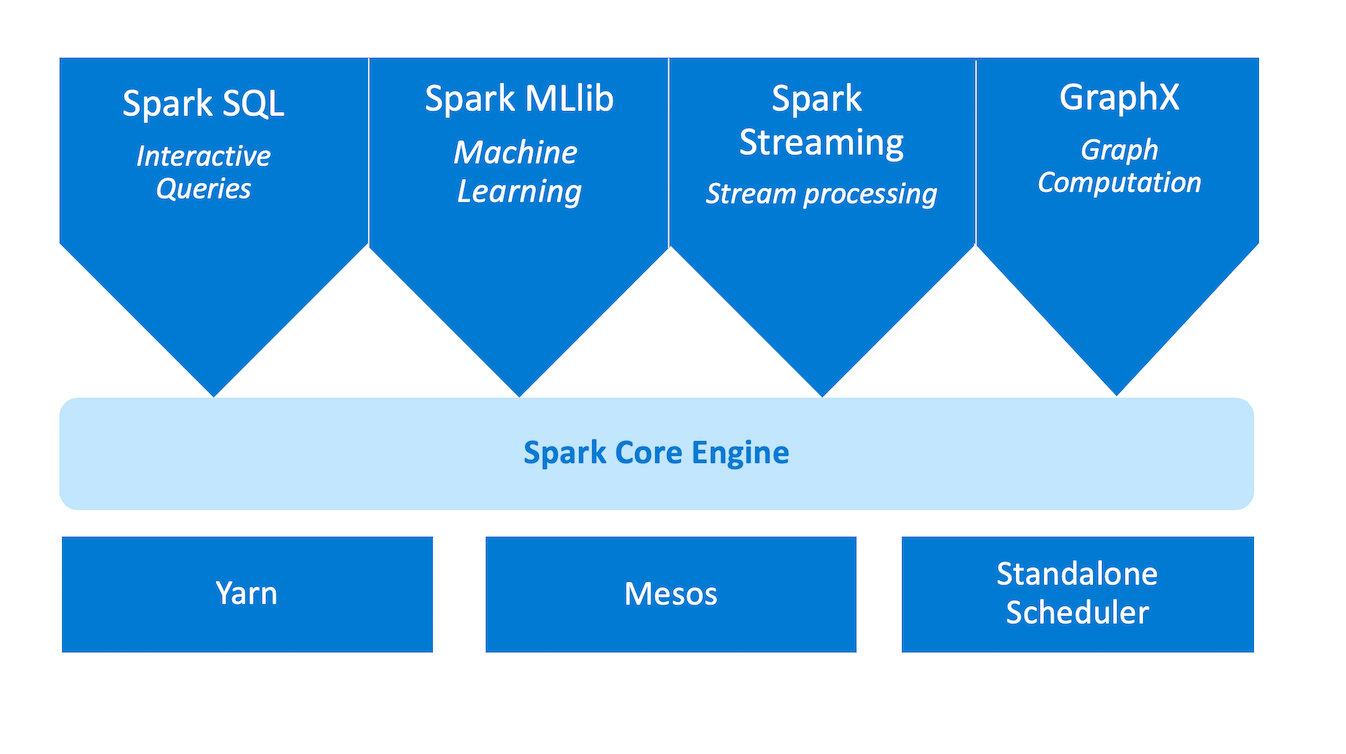 Spark SQL
Interactive
Queries
Spark MLlib
Machine
Learning
Spark
Streaming
Stream processing
GraphX
Graph
Computation
Spark Core Engine
Yarn
Mesos
Standalone
Scheduler